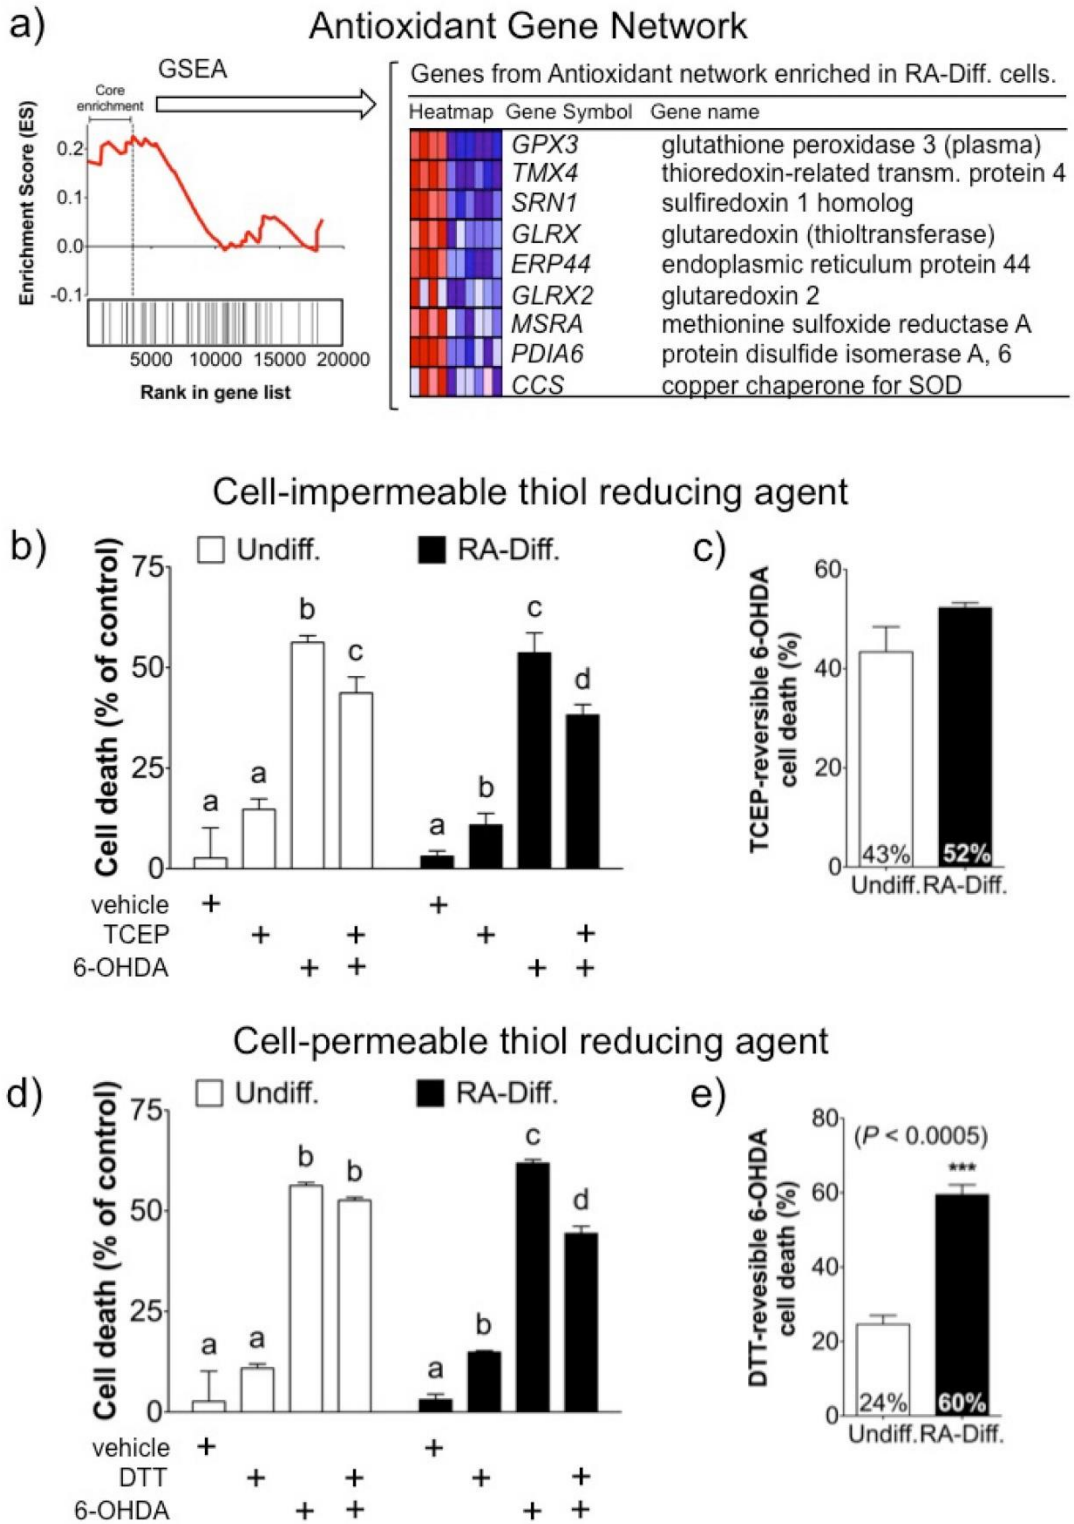 a)
Antioxidant Gene Network
GSEA
Core
enrichment
Enrichment Score (ES)
0.2
0.1
0.0
-0.1
5000 10000 15000 20000
Rank in gene list
Genes from Antioxidant network enriched in RA-Diff. cells.
Heatmap Gene Symbol Gene name
GPX3 glutathione peroxidase 3 (plasma)
TMX4 thioredoxin-related transm. protein 4
SRN1 sulfiredoxin 1 homolog
GLRX glutaredoxin (thioltransferase)
ERP44 endoplasmic reticulum protein 44
GLRX2 glutaredoxin 2
MSRA methionine sulfoxide reductase A
PDIA6 protein disulfide isomerase A, 6
CCS copper chaperone for SOD
Cell-impermeable thiol reducing agent
b)
Undiff. RA-Diff.
Cell death (% of control)
75
50
25
0
a a b c a b c d
vehicle + +
TCEP + + + +
6-OHDA + + + +
c)
TCEP-reversible 6-OHDA
cell death (%)
60
40
20
0
43% 52%
Undiff. RA-Diff.
Cell-permeable thiol reducing agent
d)
Undiff. RA-Diff.
Cell death (% of control)
75
50
25
0
a a b b a b c d
vehicle + +
DTT + + + +
6-OHDA + + + +
e)
DTT-revesible 6-OHDA
cell death (%)
80
60
40
20
0
(P < 0.0005)
***
24% 60%
Undiff. RA-Diff.